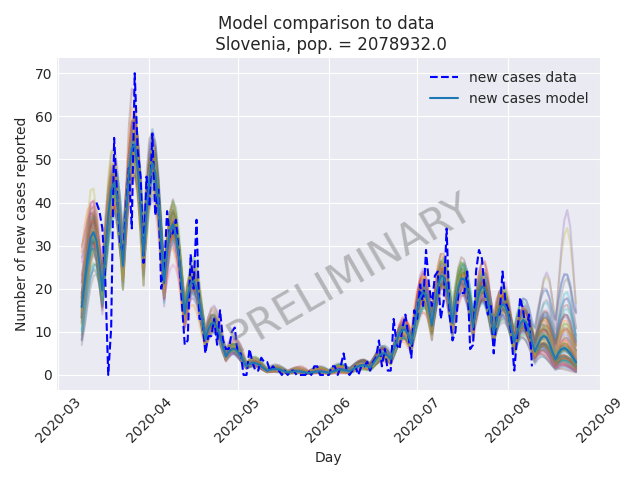 Model comparison to data
Slovenia, pop. = 2078932.0
new cases data
new cases model
Number of new cases reported
70
60
50
40
30
20
10
0
PRELIMINARY
2020-03
2020-04
2020-05
2020-06
2020-07
2020-08
2020-09
Day